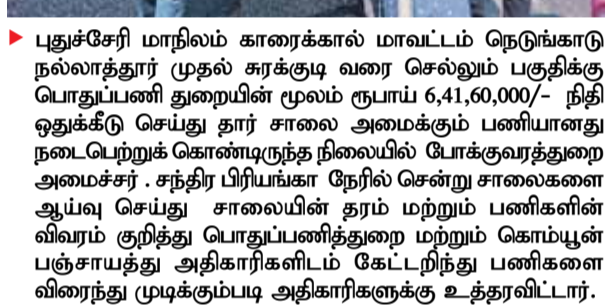 புதுச்சேரி மாநிலம் காரைக்கால் மாவட்டம் நெடுங்காடு
நல்லாத்தூர் முதல் சுரக்குடி வரை செல்லும் பகுதிக்கு
பொதுப்பணி துறையின் மூலம் ரூபாய் 6,41,60,000/- நிதி
ஒதுக்கீடு செய்து தார் சாலை அமைக்கும் பணியானது
நடைபெற்றுக் கொண்டிருந்த நிலையில் போக்குவரத்துறை
அமைச்சர் . சந்திர பிரியங்கா நேரில் சென்று சாலைகளை
ஆய்வு செய்து சாலையின் தரம் மற்றும் பணிகளின்
விவரம் குறித்து பொதுப்பணித்துறை மற்றும் கொம்யூன்
பஞ்சாயத்து அதிகாரிகளிடம் கேட்டறிந்து பணிகளை
விரைந்து முடிக்கும்படி அதிகாரிகளுக்கு உத்தரவிட்டார்.